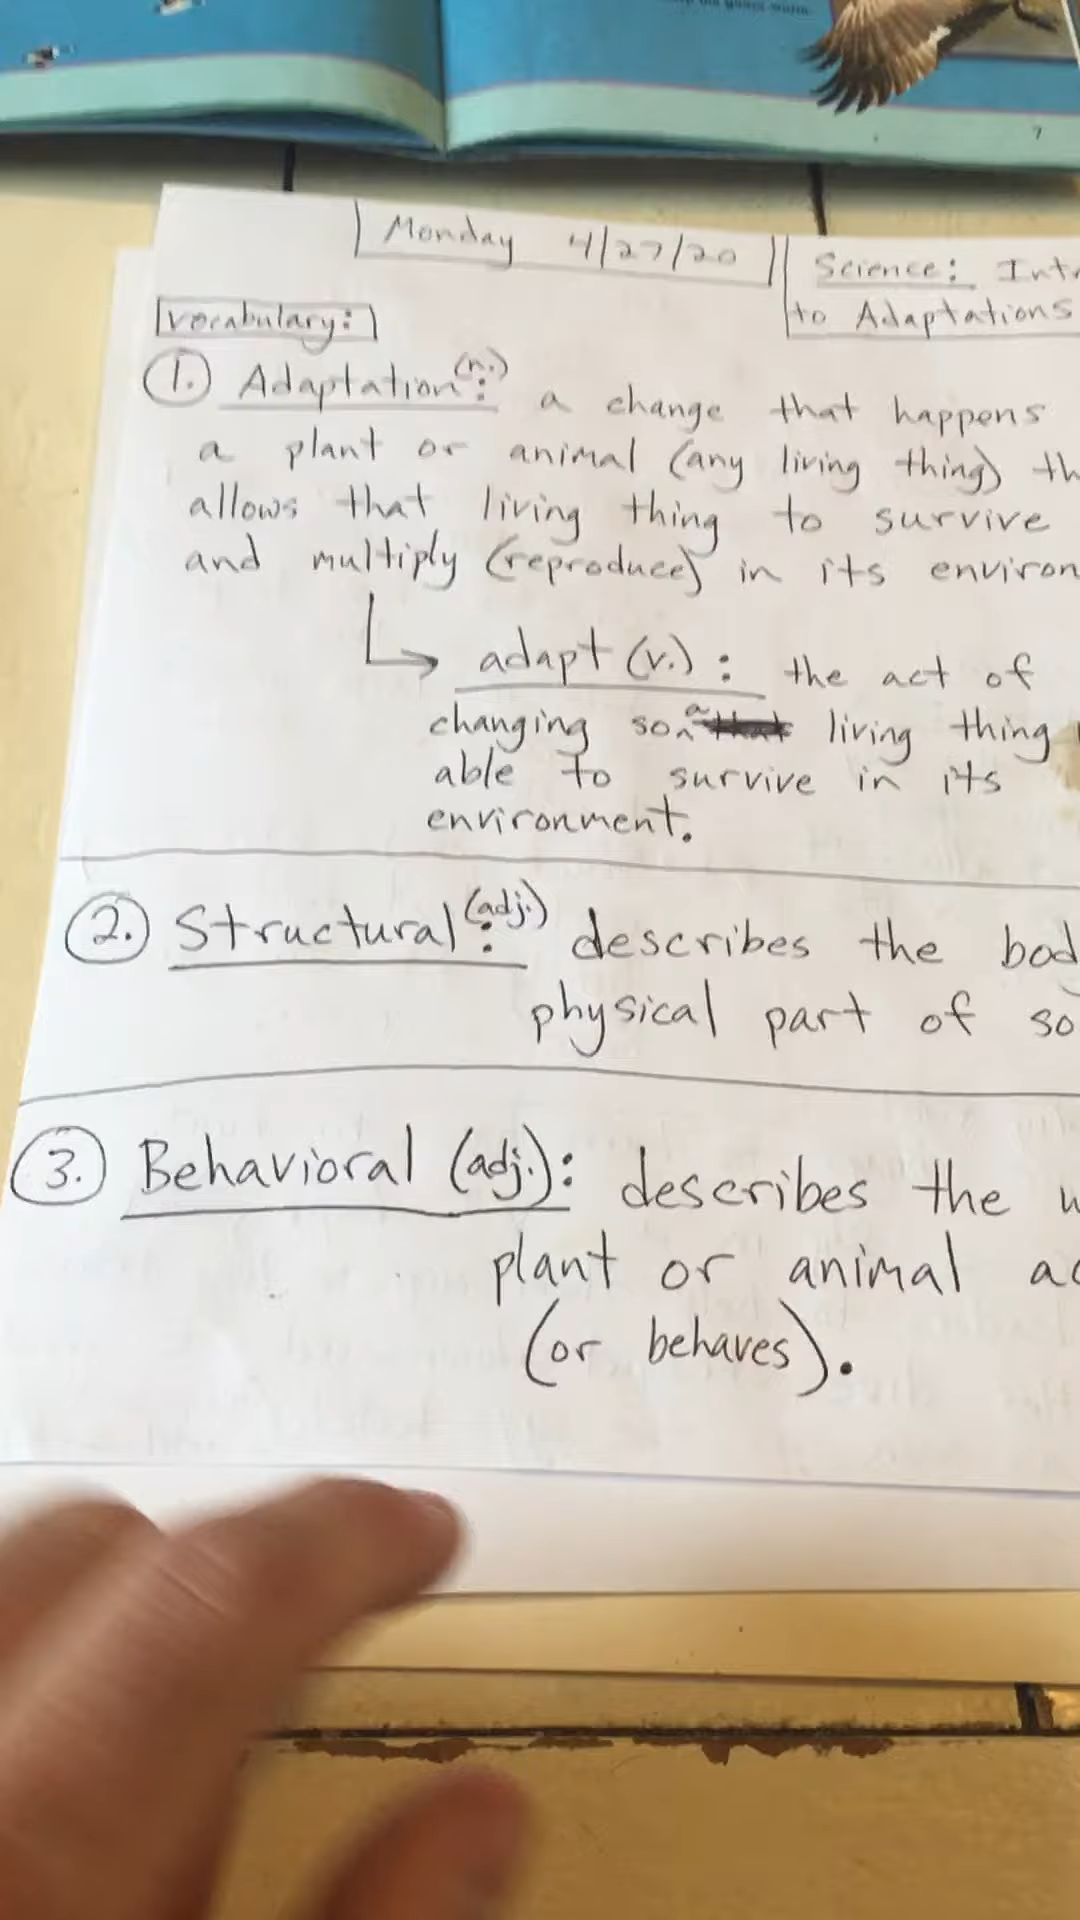 7
Monday 4/27/20
Science: Intr
to Adaptations
Vocabulary:
1. Adaptation (n.): a change that happens
a plant or animal (any living thing) th
allows that living thing to survive
and multiply (reproduce) in its environ
adapt (v.): the act of
changing so a living thing
able to survive in its
environment.
2. Structural (adj.): describes the bod
physical part of so
3. Behavioral (adj.): describes the w
plant or animal ac
(or behaves).